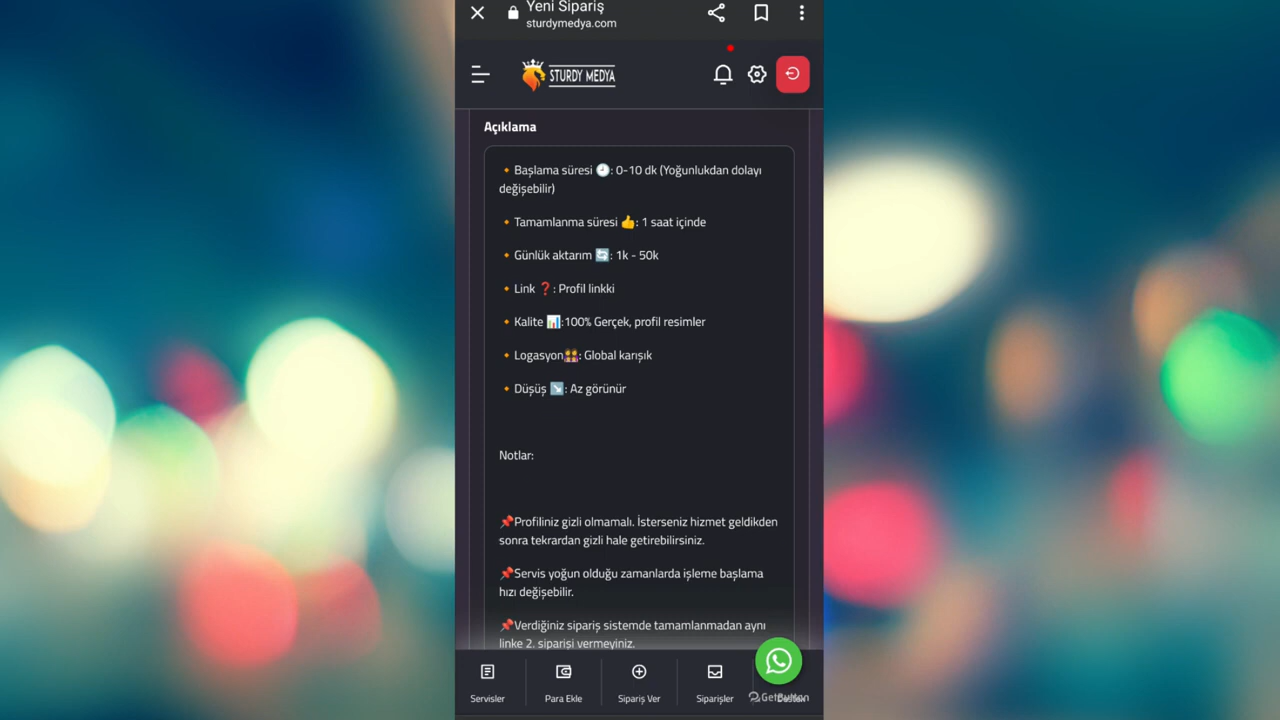 Yeni Sipariş
sturdymedya.com
STURDY MEDYA
Açıklama
🔸Başlama süresi 🕘: 0-10 dk (Yoğunlukdan dolayı
değişebilir)
🔸Tamamlanma süresi 👍: 1 saat içinde
🔸Günlük aktarım 🔄: 1k - 50k
🔸Link ❓: Profil linkki
🔸Kalite 📊:100% Gerçek, profil resimler
🔸Logasyon👯: Global karışık
🔸Düşüş ↘️: Az görünür
Notlar:
📌Profiliniz gizli olmamalı. İsterseniz hizmet geldikden
sonra tekrardan gizli hale getirebilirsiniz.
📌Servis yoğun olduğu zamanlarda işleme başlama
hızı değişebilir.
📌Verdiğiniz sipariş sistemde tamamlanmadan aynı
linke 2. siparişi vermeyiniz.
Servisler
Para Ekle
Sipariş Ver
Siparişler
GetButton